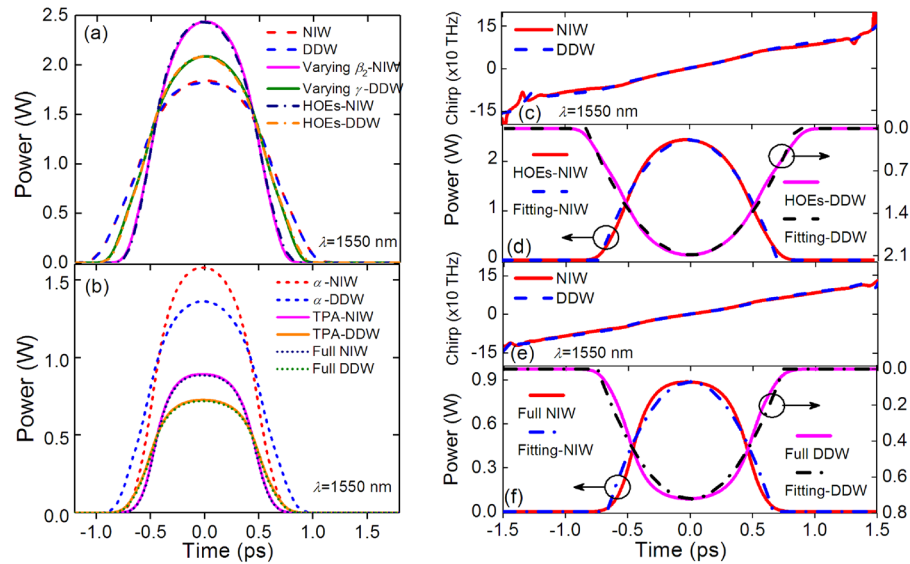 (a)
NIW
DDW
Varying β₂-NIW
Varying γ-DDW
HOEs-NIW
HOEs-DDW
λ=1550 nm
Power (W)
2.5
2.0
1.5
1.0
0.5
0.0
(b)
α-NIW
α-DDW
TPA-NIW
TPA-DDW
Full NIW
Full DDW
λ=1550 nm
Power (W)
1.5
1.0
0.5
0.0
-1.2 -0.6 0.0 0.6 1.2
Time (ps)
Chirp (x10 THz)
15
0
-15
NIW
DDW
(c) λ=1550 nm
Power (W)
2
1
0
HOEs-NIW
Fitting-NIW
HOEs-DDW
Fitting-DDW
(d)
0.0
0.7
1.4
2.1
Chirp (x10 THz)
15
0
-15
NIW
DDW
(e) λ=1550 nm
Power (W)
0.9
0.6
0.3
0.0
Full NIW
Fitting-NIW
Full DDW
Fitting-DDW
(f)
0.0
0.2
0.4
0.6
0.8
-1.5 -1.0 -0.5 0.0 0.5 1.0 1.5
Time (ps)